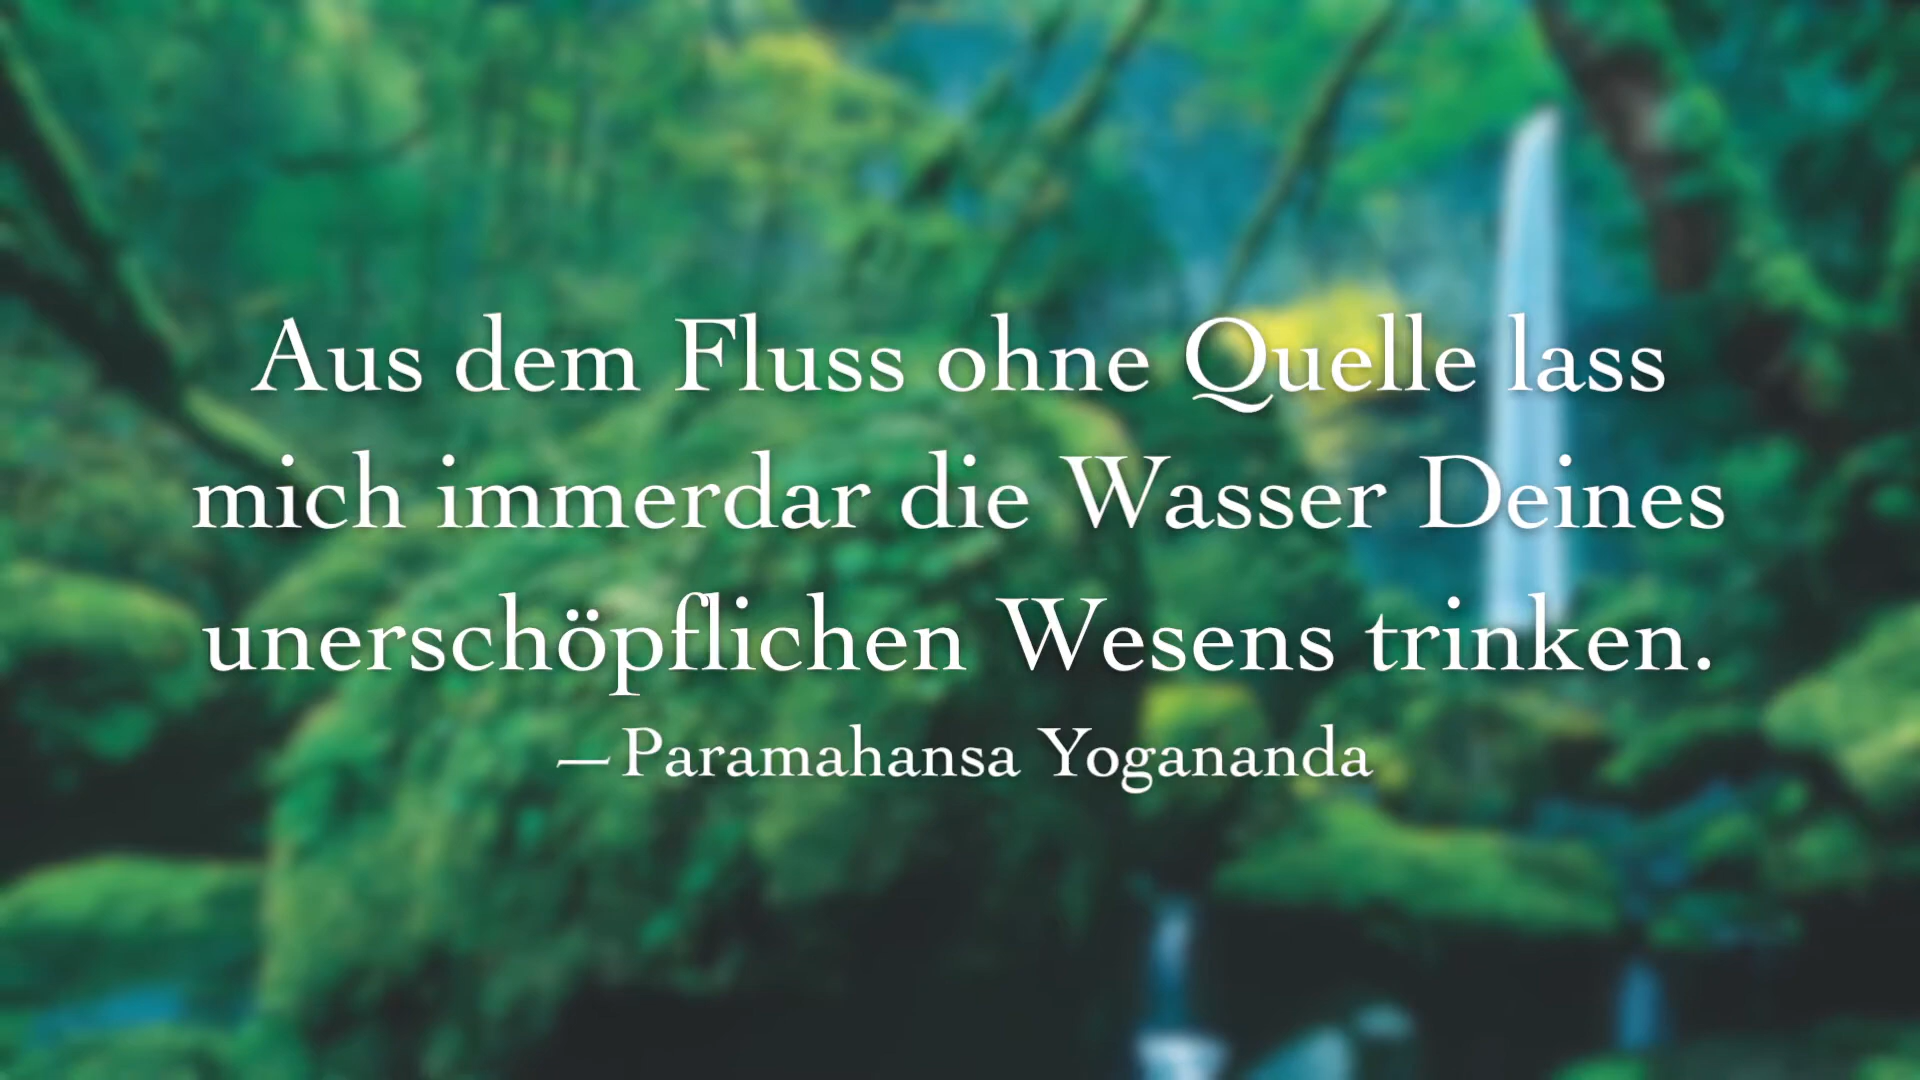 Aus dem Fluss ohne Quelle lass
mich immerdar die Wasser Deines
unerschöpflichen Wesens trinken.
—Paramahansa Yogananda